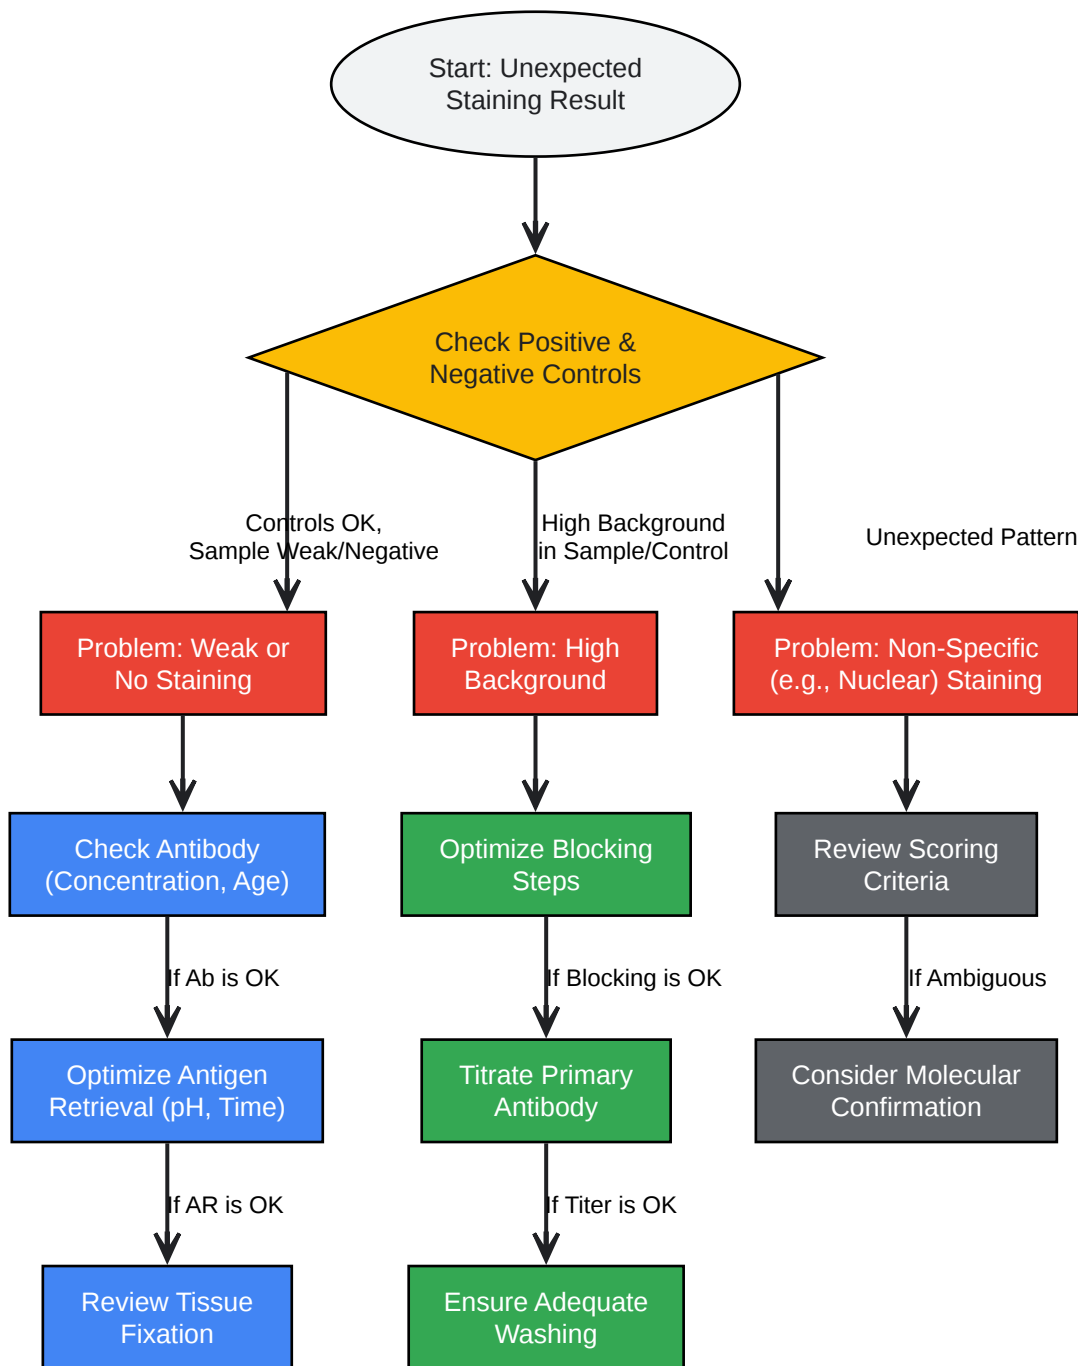 Start: Unexpected
Staining Result
Check Positive &
Negative Controls
Controls OK,
Sample Weak/Negative
High Background
in Sample/Control
Unexpected Pattern
Problem: Weak or
No Staining
Problem: High
Background
Problem: Non-Specific
(e.g., Nuclear) Staining
Check Antibody
(Concentration, Age)
Optimize Blocking
Steps
Review Scoring
Criteria
If Ab is OK
If Blocking is OK
If Ambiguous
Optimize Antigen
Retrieval (pH, Time)
Titrate Primary
Antibody
Consider Molecular
Confirmation
If AR is OK
If Titer is OK
Review Tissue
Fixation
Ensure Adequate
Washing